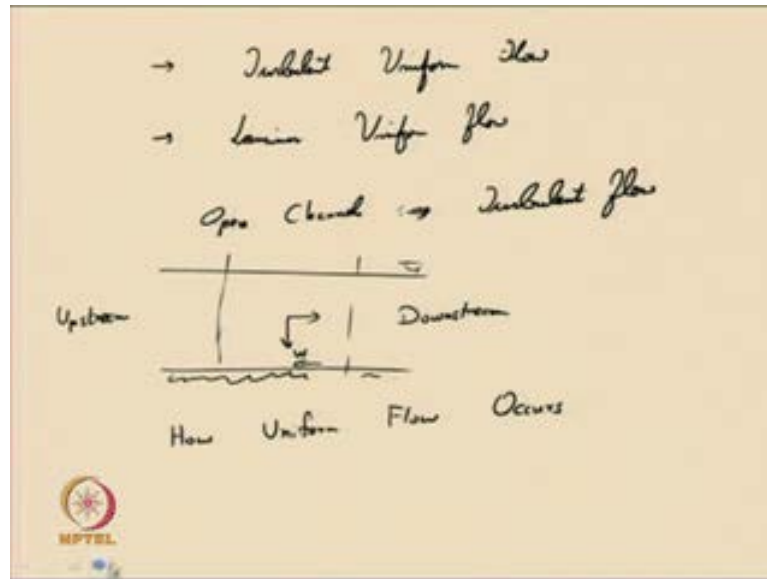 → Turbulent Uniform Flow
→ Laminar Uniform flow
Open Channel → Turbulent flow
Upstream
Downstream
W
How Uniform Flow Occurs
NPTEL